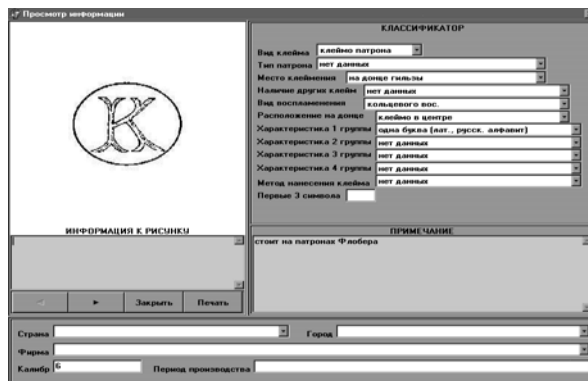 Просмотр информации
К
ИНФОРМАЦИЯ К РИСУНКУ
Закрыть Печать
КЛАССИФИКАТОР
Вид клейма клеймо патрона
Тип патрона нет данных
Место клеймения на донце гильзы
Наличие других клейм нет данных
Вид воспламенения кольцевого вос.
Расположение на донце клеймо в центре
Характеристика 1 группы одна буква (лат., русск. алфавит)
Характеристика 2 группы нет данных
Характеристика 3 группы нет данных
Характеристика 4 группы нет данных
Метод нанесения клейма нет данных
Первые 3 символа
ПРИМЕЧАНИЕ
стоит на патронах Флобера
Страна Город
Фирма
Калибр 6 Период производства